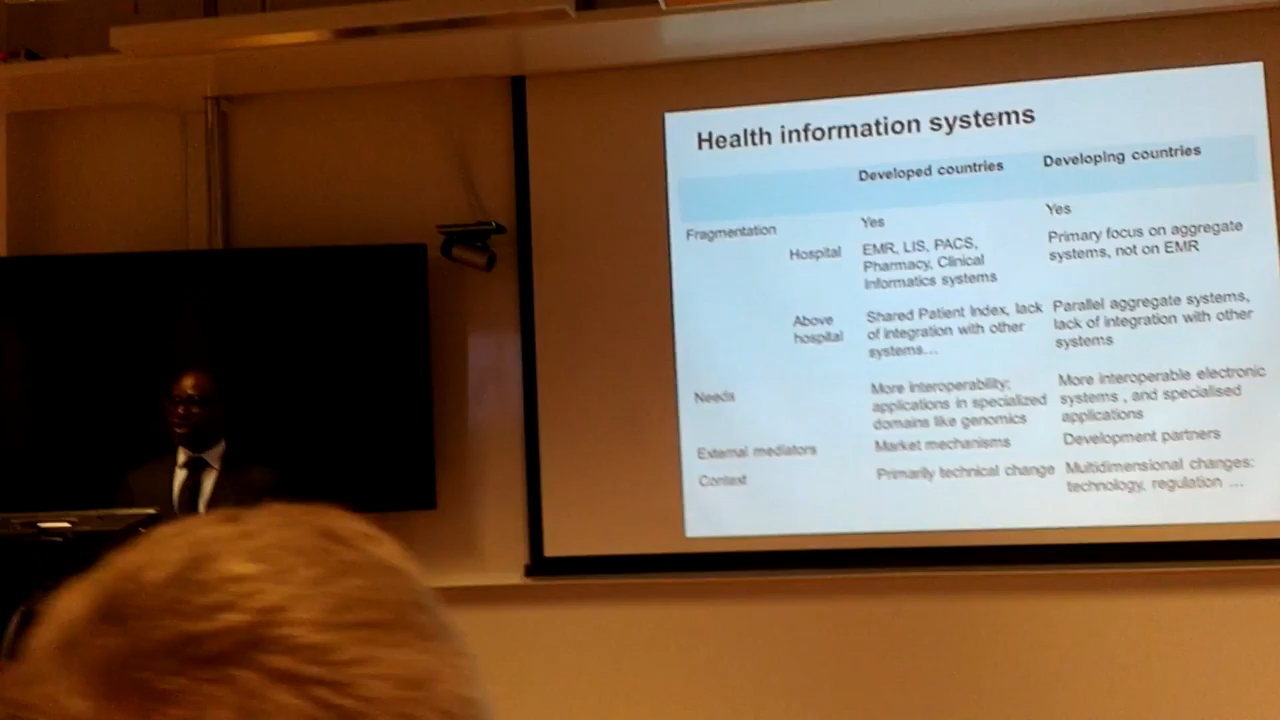 Health information systems
Developed countries
Developing countries
Fragmentation
Yes
Yes
Hospital
EMR, LIS, PACS,
Pharmacy, Clinical
Informatics systems
Primary focus on aggregate
systems, not on EMR
Above
hospital
Shared Patient Index, lack
of integration with other
systems...
Parallel aggregate systems,
lack of integration with other
systems
Needs
More interoperability;
applications in specialized
domains like genomics
More interoperable electronic
systems , and specialised
applications
External mediators
Market mechanisms
Development partners
Context
Primarily technical change
Multidimensional changes:
technology, regulation ...